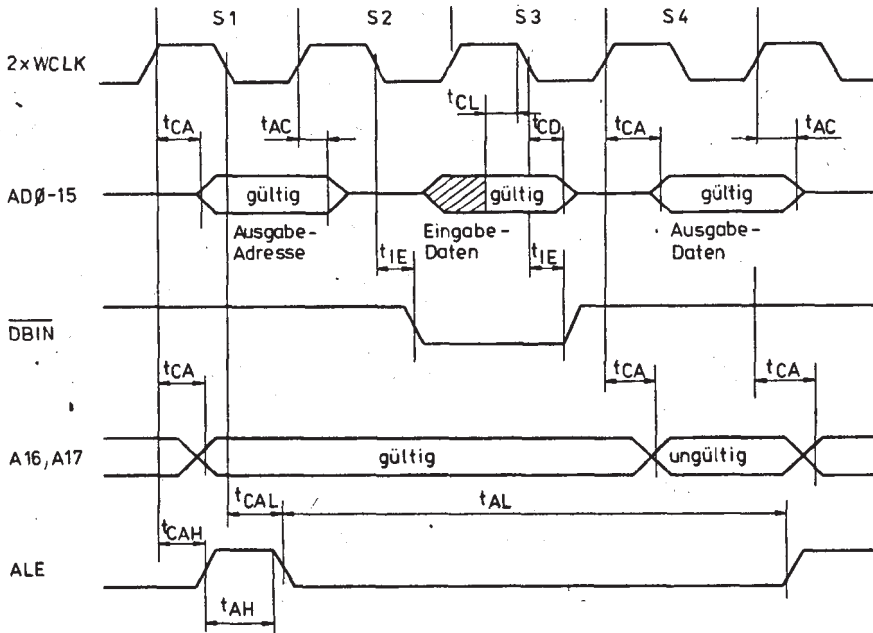 S1 S2 S3 S4
2×WCLK
tCL
tCA tAC tCD tCA tAC
ADØ-15 gültig gültig gültig
Ausgabe- Eingabe- Ausgabe-
Adresse Daten Daten
tIE tIE
DBIN
tCA tCA tCA
A16,A17 gültig ungültig
tCAL tAL
tCAH
ALE
tAH